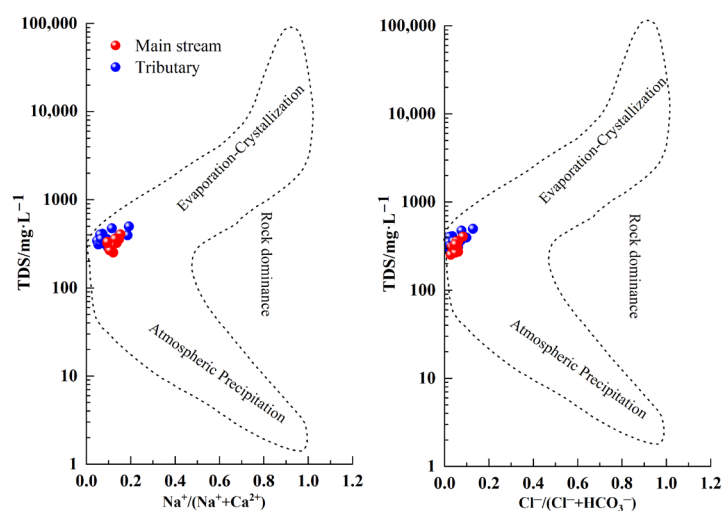 100,000
10,000
1000
100
10
1
TDS/mg·L⁻¹
Main stream
Tributary
Evaporation-Crystallization
Rock dominance
Atmospheric Precipitation
0.0 0.2 0.4 0.6 0.8 1.0 1.2
Na⁺/(Na⁺+Ca²⁺)
100,000
10,000
1000
100
10
1
TDS/mg·L⁻¹
Evaporation-Crystallization
Rock dominance
Atmospheric Precipitation
0.0 0.2 0.4 0.6 0.8 1.0 1.2
Cl⁻/(Cl⁻+HCO₃⁻)